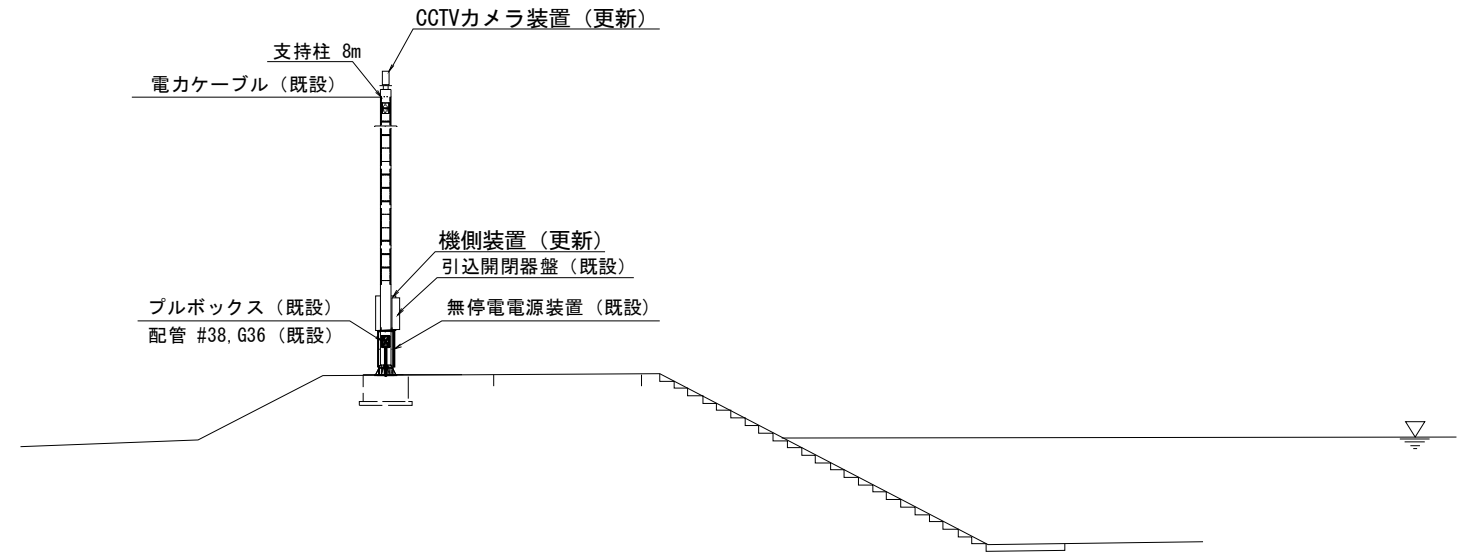 CCTVカメラ装置（更新）
支持柱 8m
電力ケーブル（既設）
機側装置（更新）
引込開閉器盤（既設）
プルボックス（既設）
無停電電源装置（既設）
配管 #38,G36（既設）